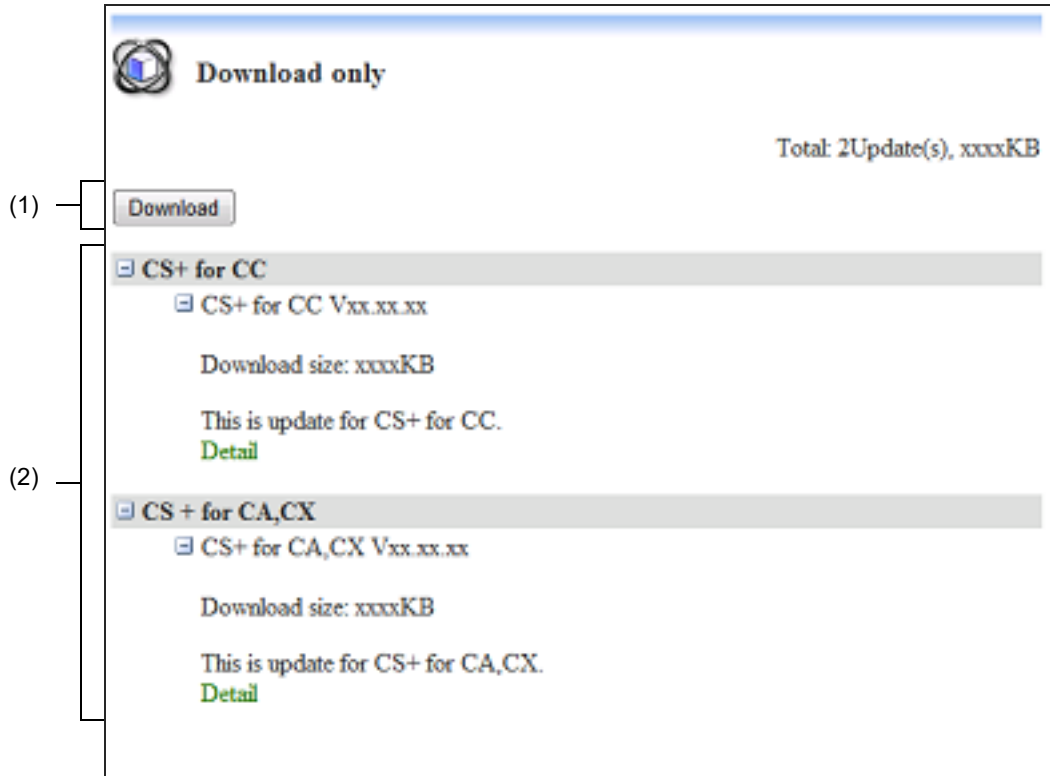 Download only
Total: 2Update(s), xxxxKB
(1)
Download
(2)
CS+ for CC
CS+ for CC Vxx.xx.xx
Download size: xxxxKB
This is update for CS+ for CC.
Detail
CS + for CA,CX
CS+ for CA,CX Vxx.xx.xx
Download size: xxxxKB
This is update for CS+ for CA,CX.
Detail